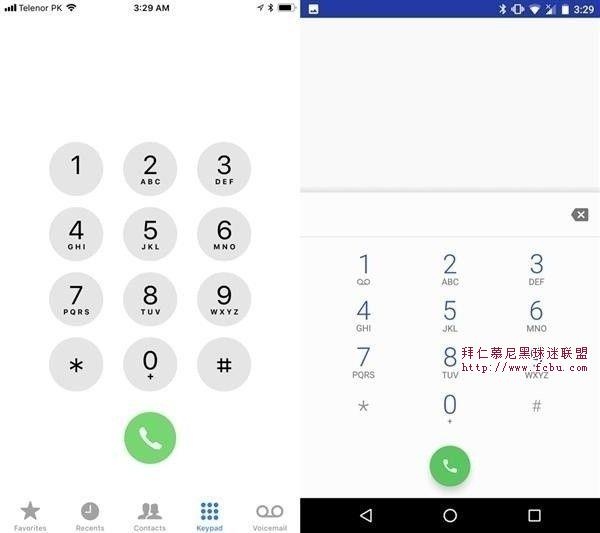 Telenor PK 3:29 AM
1
2 3
ABC DEF
4 5 6
GHI JKL MNO
7 8 9
PQRS TUV WXYZ
* 0 #
+
Favorites Recents Contacts Keypad Voicemail
3:29
1 2 3
ABC DEF
4 5 6
GHI JKL MNO
7 8
PQRS TUV WXYZ
拜仁慕尼黑球迷联盟
http://www.fcbu.com
* 0 #
+